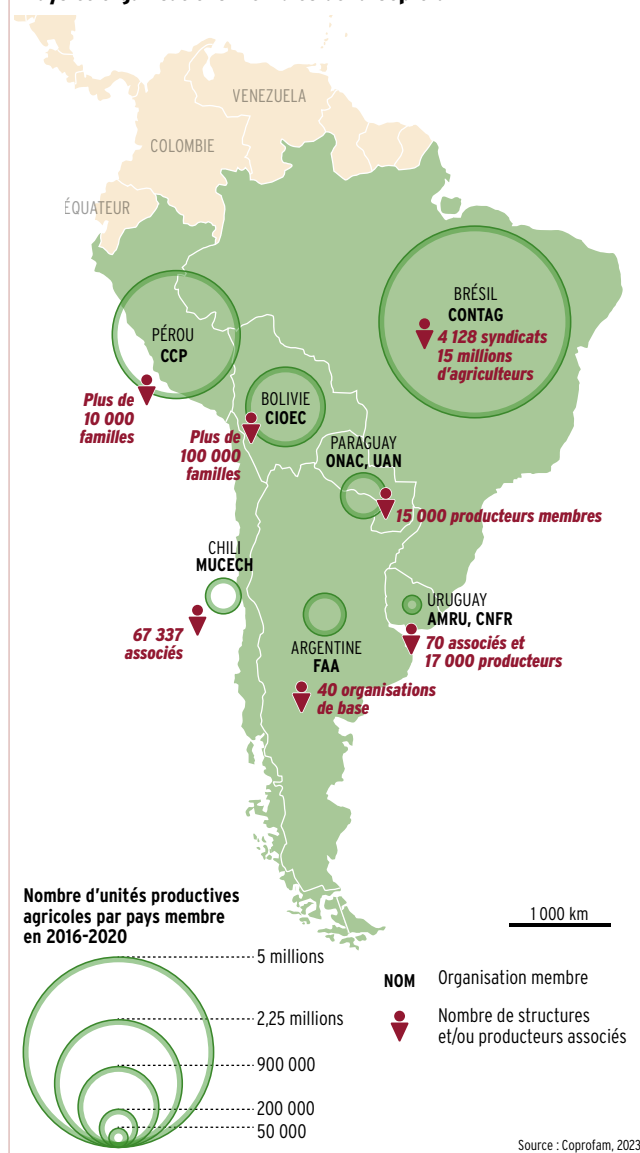 VENEZUELA
COLOMBIE
ÉQUATEUR
BRÉSIL
CONTAG
4 128 syndicats
15 millions
d'agriculteurs
PÉROU
CCP
Plus de
10 000
familles
BOLIVIE
CIOEC
Plus de
100 000
familles
PARAGUAY
ONAC, UAN
15 000 producteurs membres
CHILI
MUCECH
67 337
associés
URUGUAY
AMRU, CNFR
70 associés et
17 000 producteurs
ARGENTINE
FAA
40 organisations
de base
Nombre d'unités productives
agricoles par pays membre
en 2016-2020
5 millions
2,25 millions
900 000
200 000
50 000
1 000 km
NOM Organisation membre
Nombre de structures
et/ou producteurs associés
Source : Coprofam, 2023